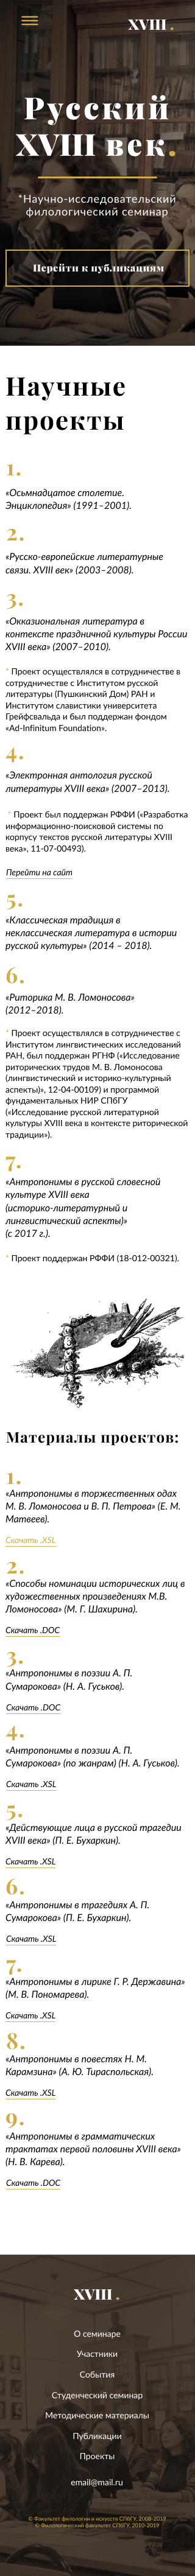 XVIII .
Русский
XVIII век.
*Научно-исследовательский
филологический семинар
Перейти к публикациям
Научные
проекты
1.
«Осьмнадцатое столетие.
Энциклопедия» (1991–2001).
2.
«Русско-европейские литературные
связи. XVIII век» (2003–2008).
3.
«Окказиональная литература в
контексте праздничной культуры России
XVIII века» (2007–2010).
* Проект осуществлялся в сотрудничестве в
сотрудничестве с Институтом русской
литературы (Пушкинский Дом) РАН и
Институтом славистики университета
Грейфсвальда и был поддержан фондом
«Ad-Infinitum Foundation».
4.
«Электронная антология русской
литературы XVIII века» (2007–2013).
* Проект был поддержан РФФИ («Разработка
информационно-поисковой системы по
корпусу текстов русской литературы XVIII
века», 11-07-00493).
Перейти на сайт
5.
«Классическая традиция в
неклассическая литература в истории
русской культуры» (2014 – 2018).
6.
«Риторика М. В. Ломоносова»
(2012–2018).
* Проект осуществлялся в сотрудничестве с
Институтом лингвистических исследований
РАН, был поддержан РГНФ («Исследование
риторических трудов М. В. Ломоносова
(лингвистический и историко-культурный
аспекты)», 12-04-00109) и программой
фундаментальных НИР СПбГУ
(«Исследование русской литературной
культуры XVIII века в контексте риторической
традиции»).
7.
«Антропонимы в русской словесной
культуре XVIII века
(историко-литературный и
лингвистический аспекты)»
(с 2017 г.).
* Проект поддержан РФФИ (18-012-00321).
Материалы проектов:
1.
«Антропонимы в торжественных одах
М. В. Ломоносова и В. П. Петрова» (Е. М.
Матвеев).
Скачать .XSL
2.
«Способы номинации исторических лиц в
художественных произведениях М.В.
Ломоносова» (М. Г. Шахирина).
Скачать .DOC
3.
«Антропонимы в поэзии А. П.
Сумарокова» (Н. А. Гуськов).
Скачать .DOC
4.
«Антропонимы в поэзии А. П.
Сумарокова» (по жанрам) (Н. А. Гуськов).
Скачать .XSL
5.
«Действующие лица в русской трагедии
XVIII века» (П. Е. Бухаркин).
Скачать .XSL
6.
«Антропонимы в трагедиях А. П.
Сумарокова» (П. Е. Бухаркин).
Скачать .XSL
7.
«Антропонимы в лирике Г. Р. Державина»
(М. В. Пономарева).
Скачать .XSL
8.
«Антропонимы в повестях Н. М.
Карамзина» (А. Ю. Тираспольская).
Скачать .XSL
9.
«Антропонимы в грамматических
трактатах первой половины XVIII века»
(Н. В. Карева).
Скачать .DOC
XVIII .
О семинаре
Участники
События
Студенческий семинар
Методические материалы
Публикации
Проекты
email@mail.ru
© Факультет филологии и искусств СПбГУ, 2008-2019
© Филологический факультет СПбГУ, 2010-2019